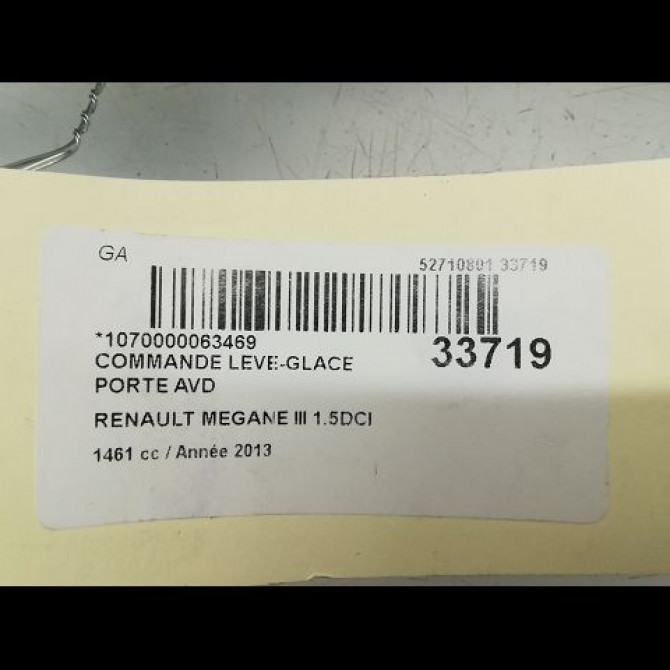 GA
52710801 33719
*1070000063469
33719
COMMANDE LEVE-GLACE
PORTE AVD
RENAULT MEGANE III 1.5DCI
1461 cc / Année 2013